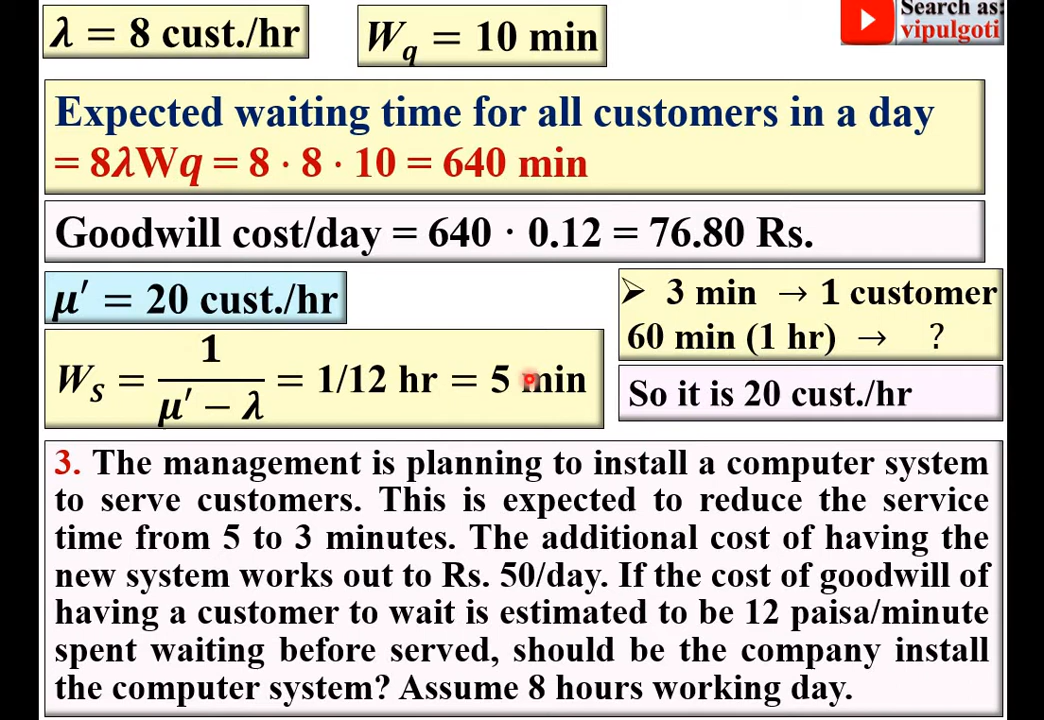 λ = 8 cust./hr
W_q = 10 min
Search as:
vipulgoti
Expected waiting time for all customers in a day
= 8λWq = 8 · 8 · 10 = 640 min
Goodwill cost/day = 640 · 0.12 = 76.80 Rs.
μ′ = 20 cust./hr
➢ 3 min → 1 customer
60 min (1 hr) → ?
W_s = 1/(μ′ − λ) = 1/12 hr = 5 min
So it is 20 cust./hr
3. The management is planning to install a computer system
to serve customers. This is expected to reduce the service
time from 5 to 3 minutes. The additional cost of having the
new system works out to Rs. 50/day. If the cost of goodwill of
having a customer to wait is estimated to be 12 paisa/minute
spent waiting before served, should be the company install
the computer system? Assume 8 hours working day.